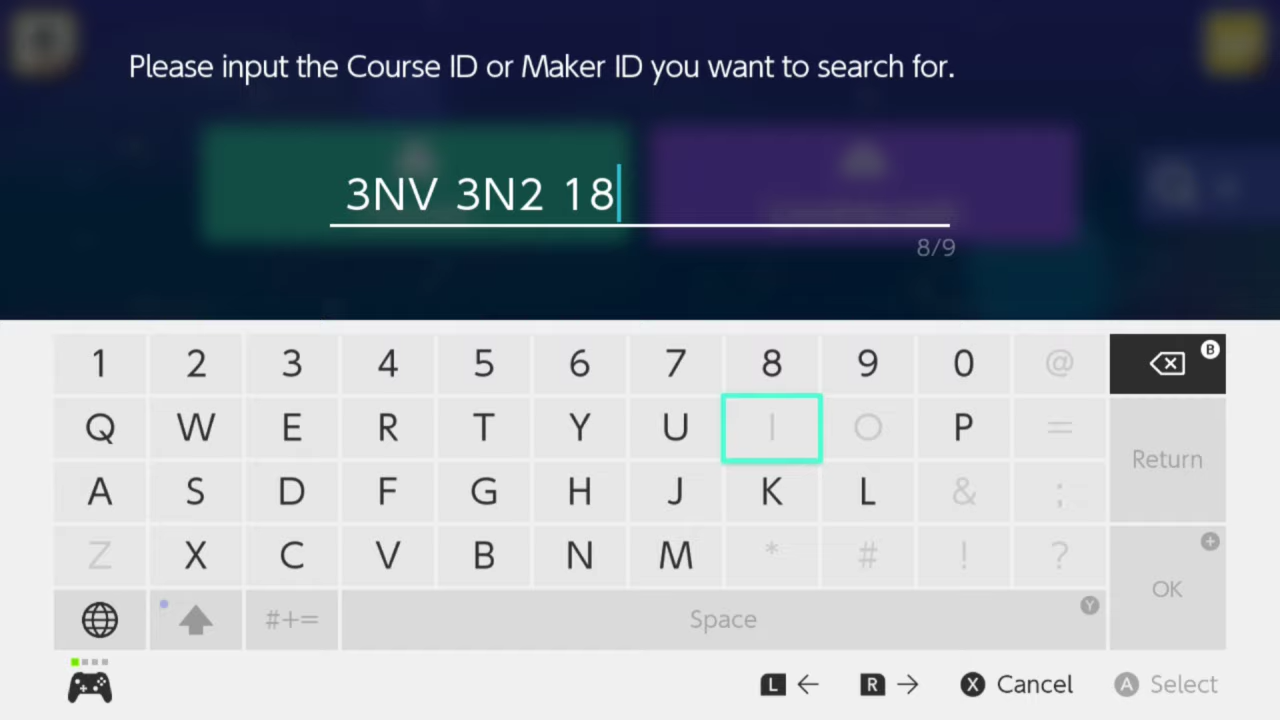 Please input the Course ID or Maker ID you want to search for.
3NV 3N2 18
8/9
1 2 3 4 5 6 7 8 9 0 @ B
Q W E R T Y U I O P =
Return
A S D F G H J K L & ;
Z X C V B N M * # ! ?
+
OK
#+= Space Y
L ← R → X Cancel A Select